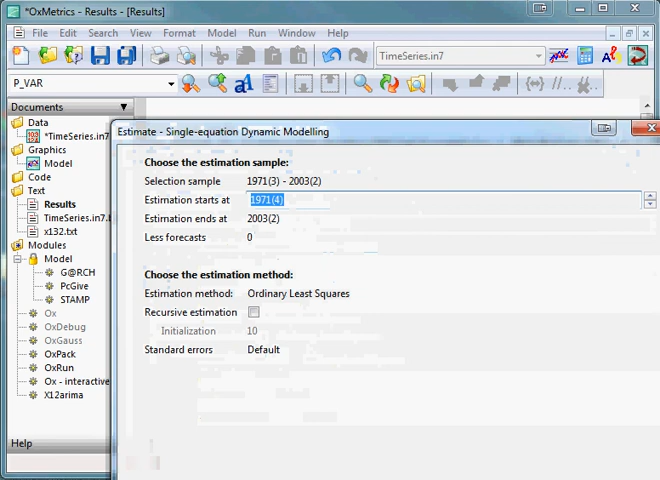 *OxMetrics - Results - [Results]
File Edit Search View Format Model Run Window Help
TimeSeries.in7
P_VAR
Documents
Data
*TimeSeries.in7
Graphics
Model
Code
Text
Results
TimeSeries.in7.
x132.txt
Modules
Model
G@RCH
PcGive
STAMP
Ox
OxDebug
OxGauss
OxPack
OxRun
Ox - interactive
X12arima
Help
Estimate - Single-equation Dynamic Modelling
Choose the estimation sample:
Selection sample 1971(3) - 2003(2)
Estimation starts at 1971(4)
Estimation ends at 2003(2)
Less forecasts 0
Choose the estimation method:
Estimation method: Ordinary Least Squares
Recursive estimation
Initialization 10
Standard errors Default